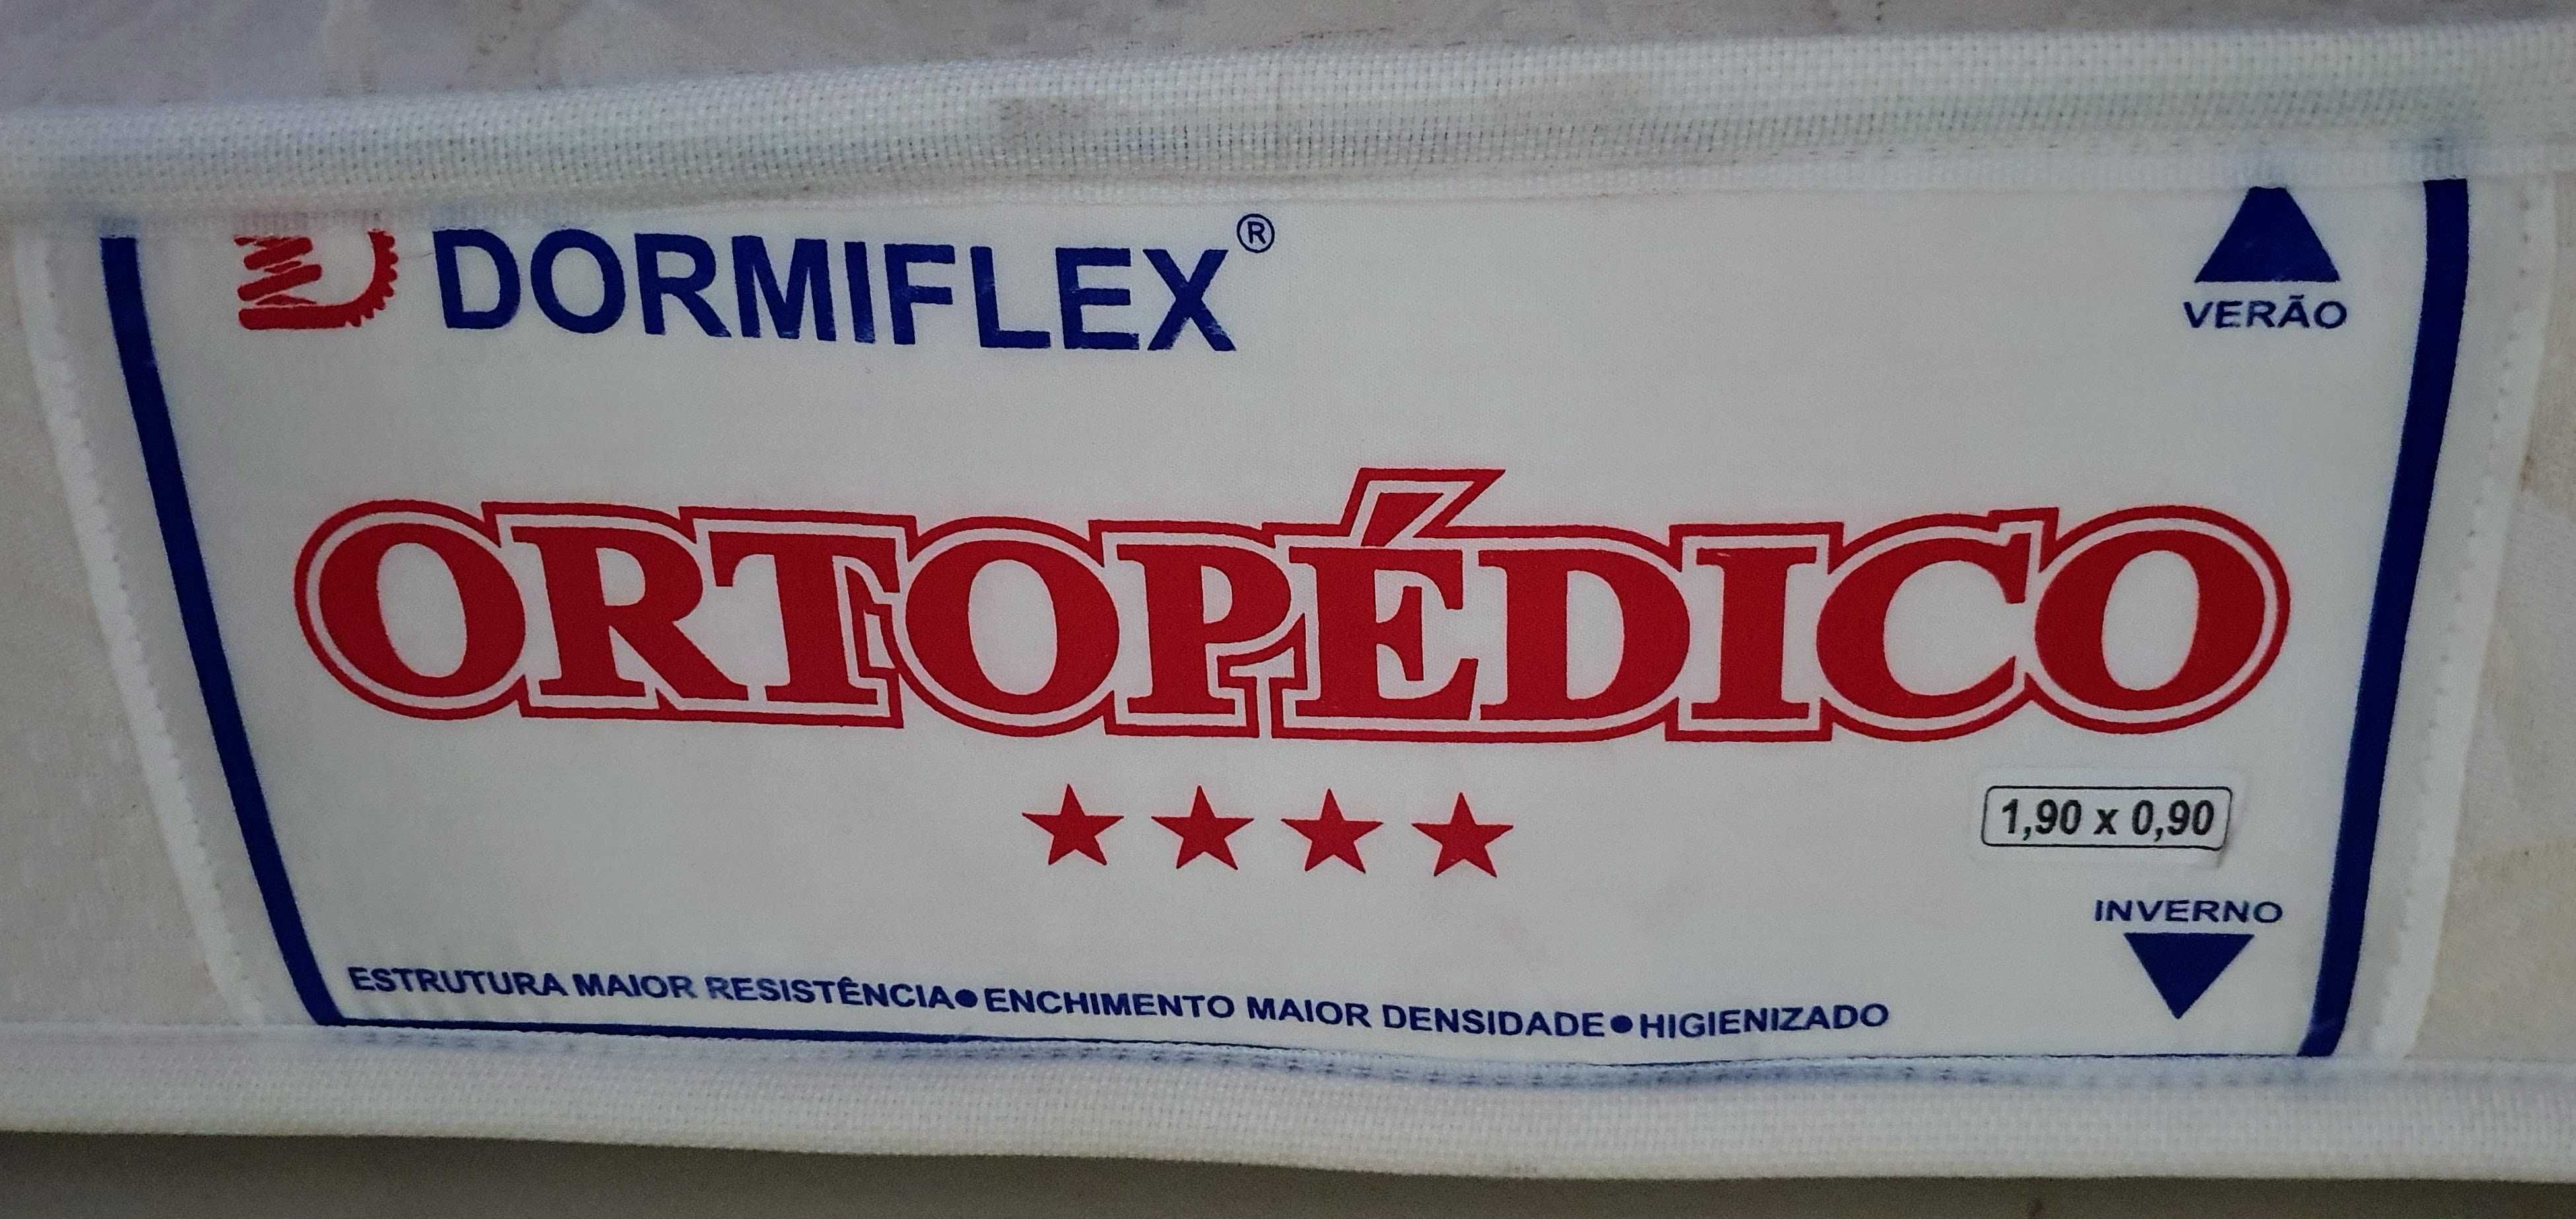 DORMIFLEX®
VERÃO
ORTOPÉDICO
1,90 x 0,90
INVERNO
ESTRUTURA MAIOR RESISTÊNCIA●ENCHIMENTO MAIOR DENSIDADE●HIGIENIZADO